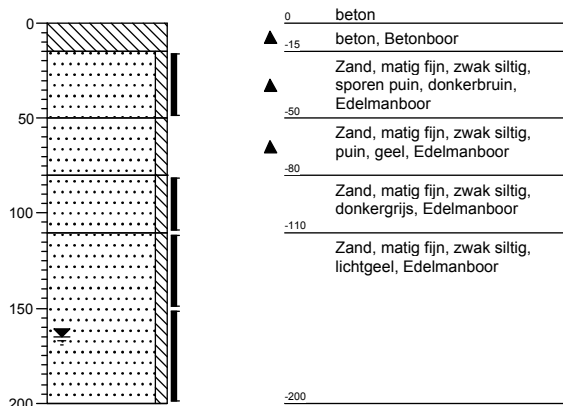 0
50
100
150
200
0 beton
-15
beton, Betonboor
Zand, matig fijn, zwak siltig,
sporen puin, donkerbruin,
Edelmanboor
-50
Zand, matig fijn, zwak siltig,
puin, geel, Edelmanboor
-80
Zand, matig fijn, zwak siltig,
donkergrijs, Edelmanboor
-110
Zand, matig fijn, zwak siltig,
lichtgeel, Edelmanboor
-200